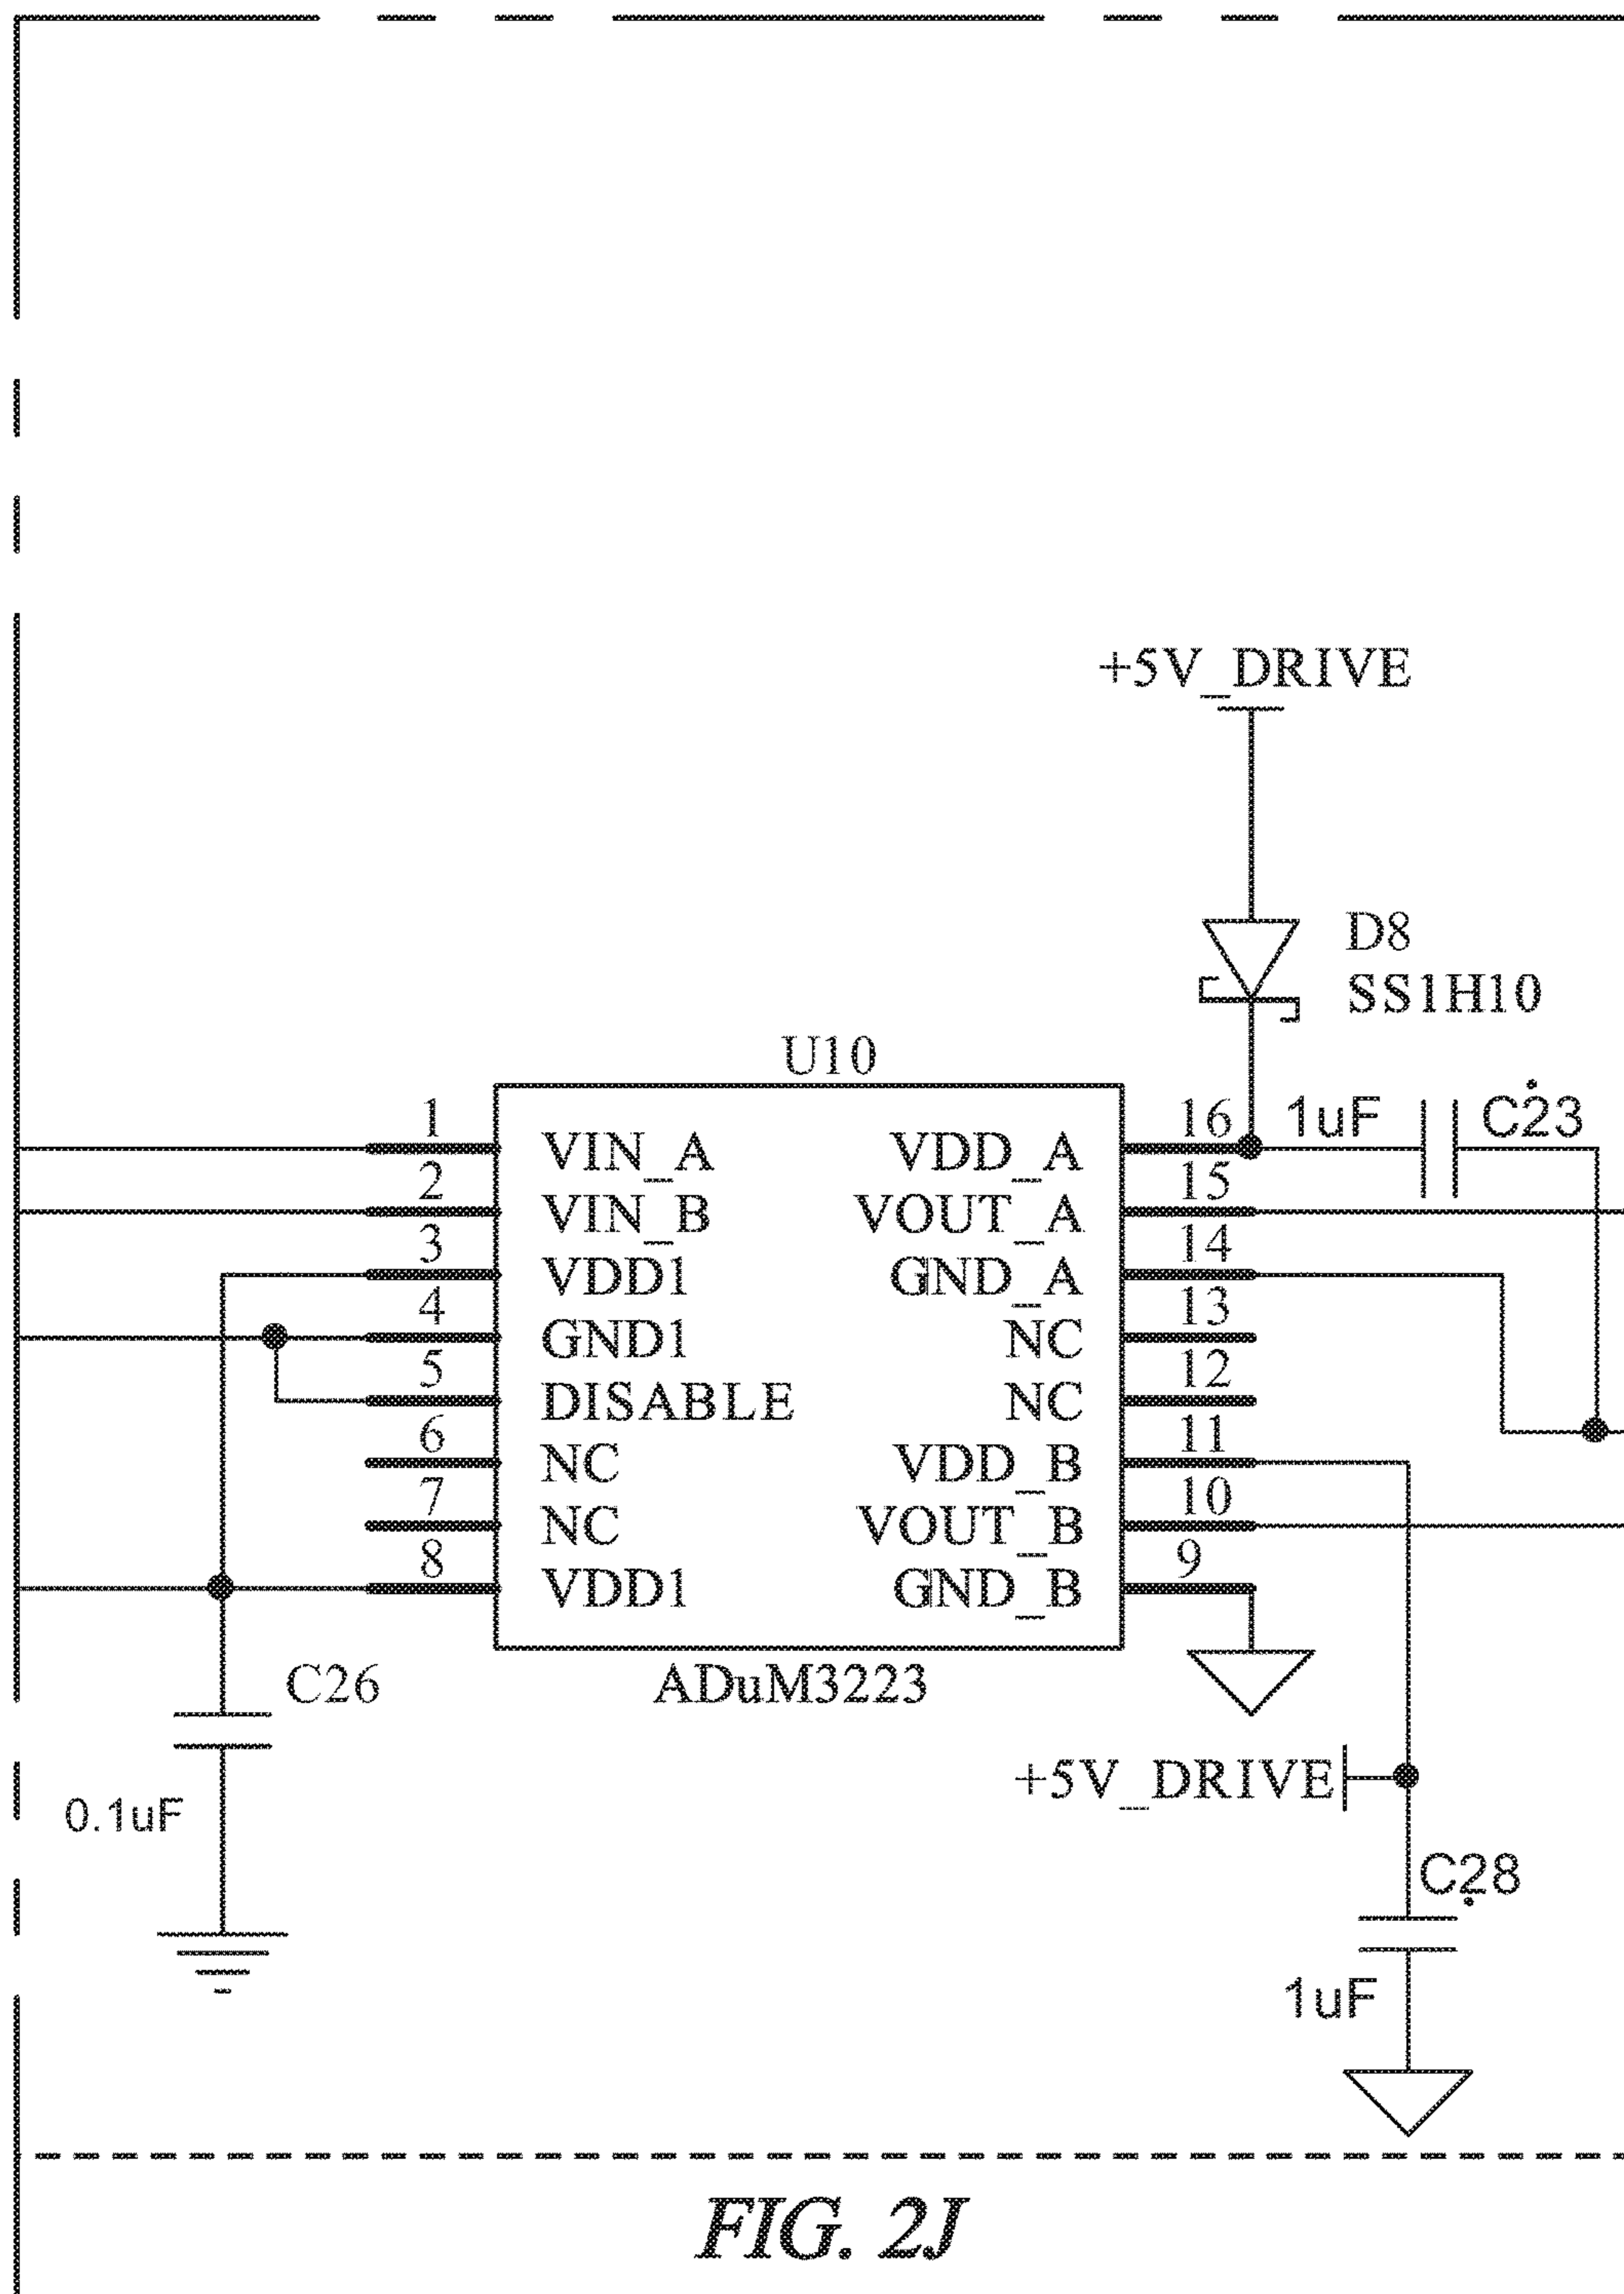 +5V_DRIVE
D8
SS1H10
U10
1 VIN_A VDD_A 16 1uF C23
2 VIN_B VOUT_A 15
3 VDD1 GND_A 14
4 GND1 NC 13
5 DISABLE NC 12
6 NC VDD_B 11
7 NC VOUT_B 10
8 VDD1 GND_B 9
C26
ADuM3223
+5V_DRIVE
0.1uF
C28
1uF
FIG. 2J